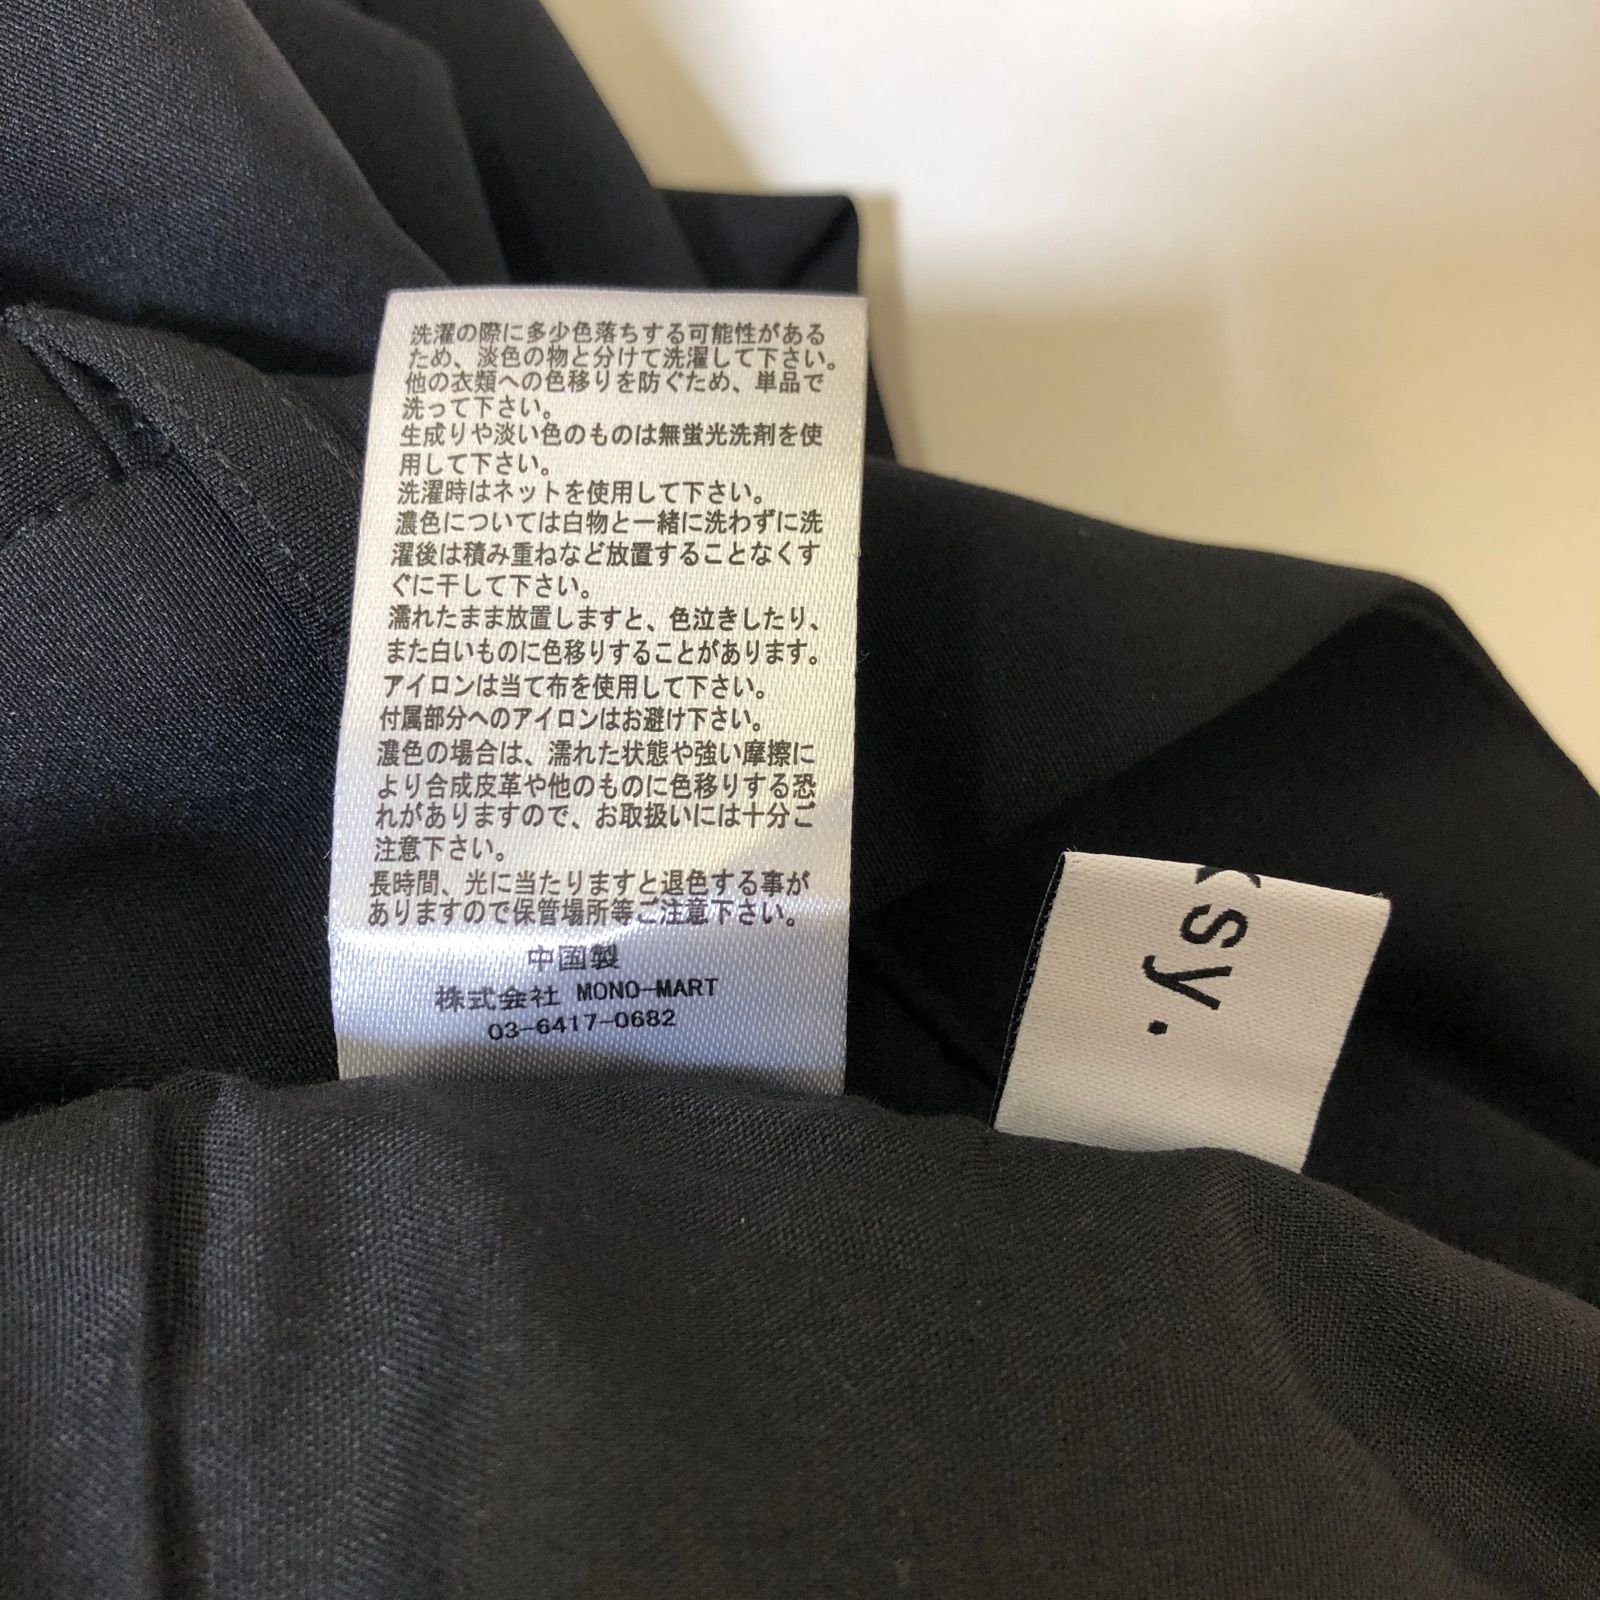 洗濯の際に多少色落ちする可能性がある
ため、淡色の物と分けて洗濯して下さい。
他の衣類への色移りを防ぐため、単品で
洗って下さい。
生成りや淡い色のものは無蛍光洗剤を使
用して下さい。
洗濯時はネットを使用して下さい。
濃色については白物と一緒に洗わずに洗
濯後は積み重ねなど放置することなくす
ぐに干して下さい。
濡れたまま放置しますと、色泣きしたり、
また白いものに色移りすることがあります。
アイロンは当て布を使用して下さい。
付属部分へのアイロンはお避け下さい。
濃色の場合は、濡れた状態や強い摩擦に
より合成皮革や他のものに色移りする恐
れがありますので、お取扱いには十分ご
注意下さい。
長時間、光に当たりますと退色する事が
ありますので保管場所等ご注意下さい。
中国製
株式会社 MONO-MART
03-6417-0682
sy.